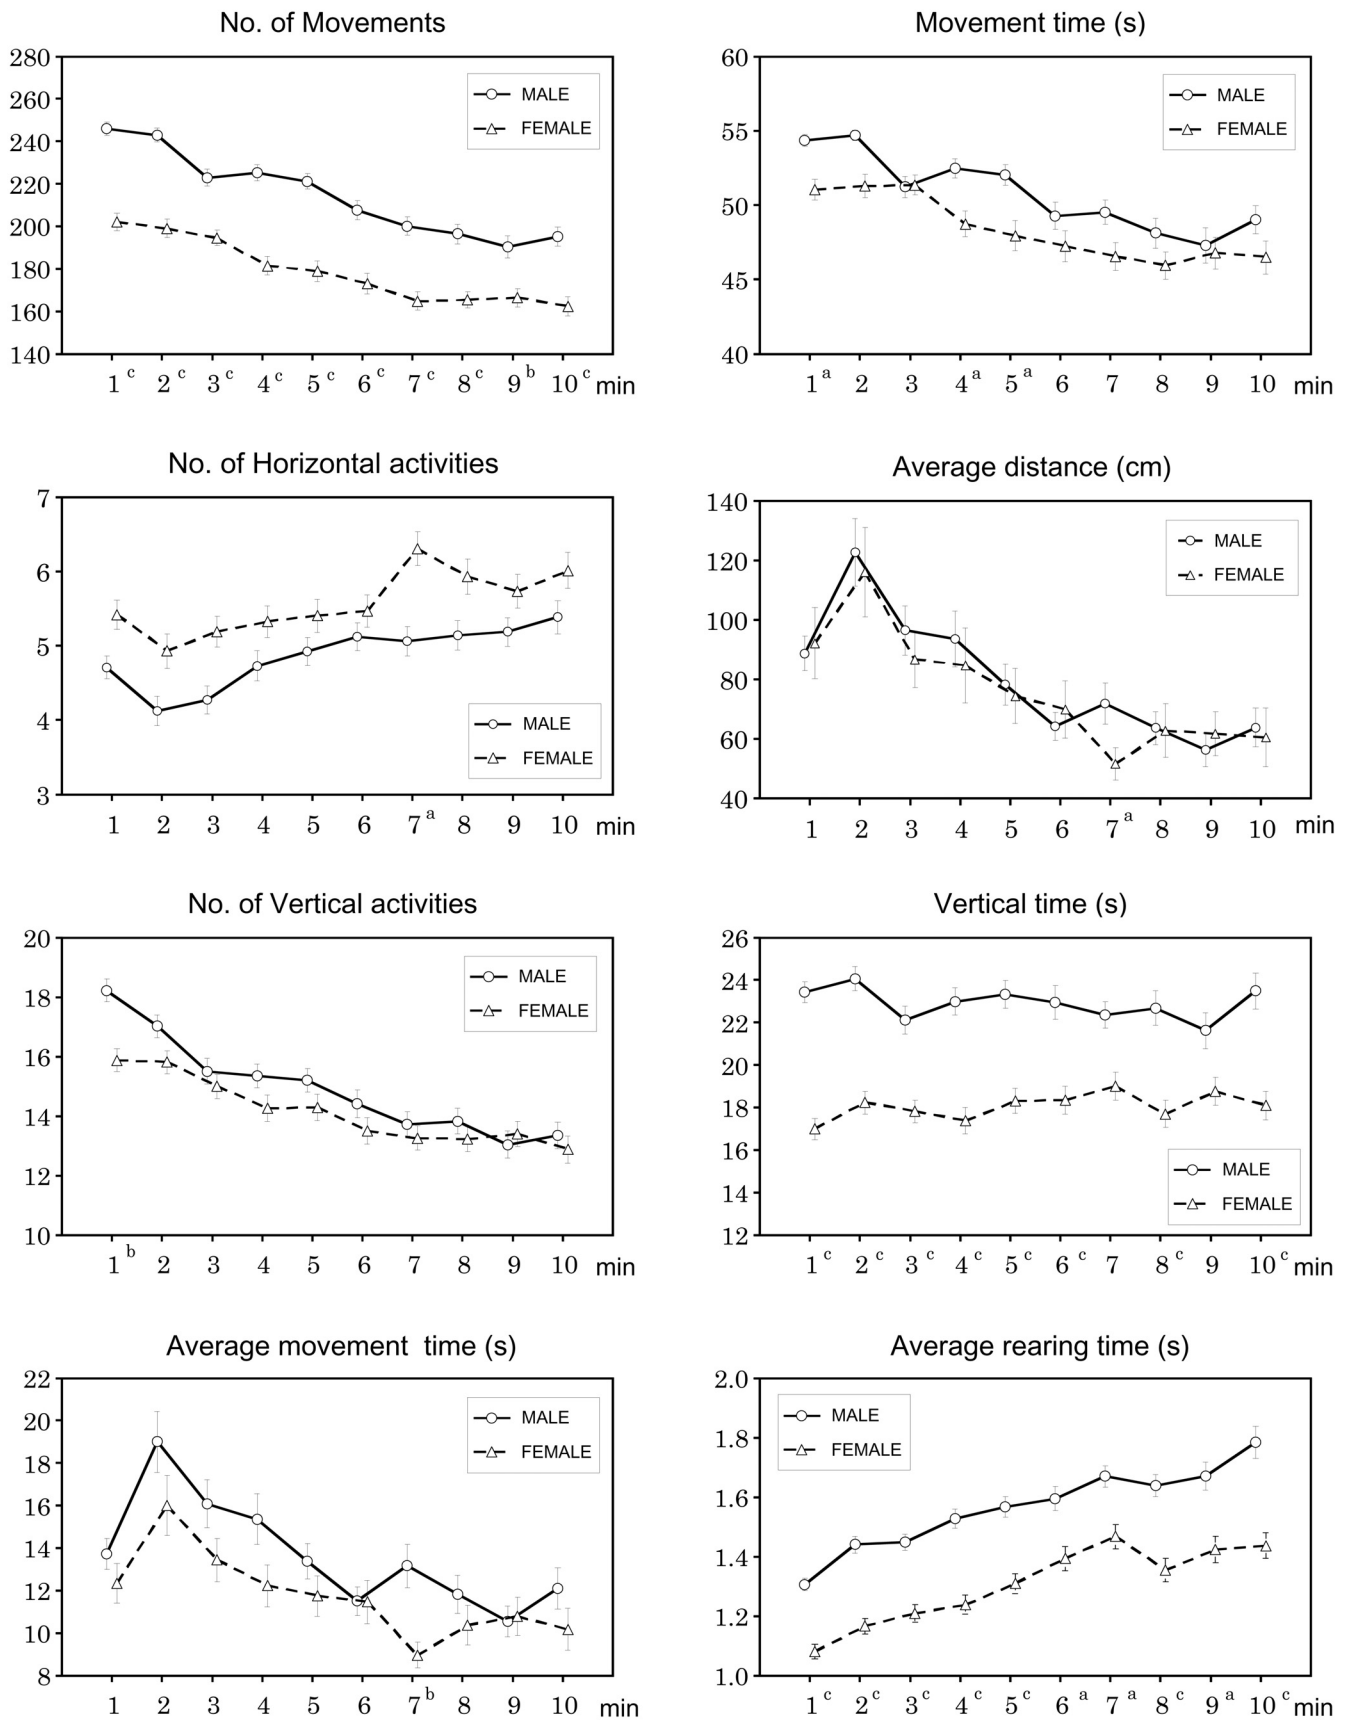 No. of Movements
280
260
240
220
200
180
160
140
MALE
FEMALE
1 c 2 c 3 c 4 c 5 c 6 c 7 c 8 c 9 b 10 c min
Movement time (s)
60
55
50
45
40
MALE
FEMALE
1 a 2 3 4 a 5 a 6 7 8 9 10 min
No. of Horizontal activities
7
6
5
4
3
MALE
FEMALE
1 2 3 4 5 6 7 a 8 9 10 min
Average distance (cm)
140
120
100
80
60
40
MALE
FEMALE
1 2 3 4 5 6 7 a 8 9 10 min
No. of Vertical activities
20
18
16
14
12
10
MALE
FEMALE
1 b 2 3 4 5 6 7 8 9 10 min
Vertical time (s)
26
24
22
20
18
16
14
12
MALE
FEMALE
1 c 2 c 3 c 4 c 5 c 6 c 7 8 c 9 10 c min
Average movement time (s)
22
20
18
16
14
12
10
8
MALE
FEMALE
1 2 3 4 5 6 7 b 8 9 10 min
Average rearing time (s)
2.0
1.8
1.6
1.4
1.2
1.0
MALE
FEMALE
1 c 2 c 3 c 4 c 5 c 6 a 7 a 8 c 9 a 10 c min